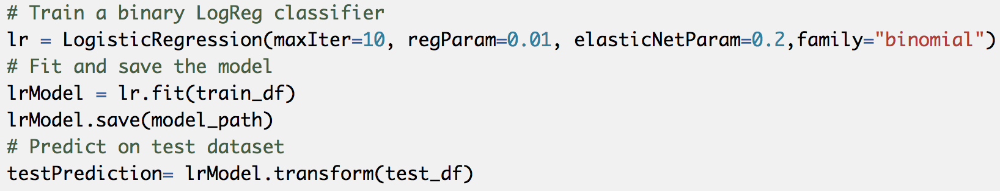 # Train a binary LogReg classifier
lr = LogisticRegression(maxIter=10, regParam=0.01, elasticNetParam=0.2,family="binomial")
# Fit and save the model
lrModel = lr.fit(train_df)
lrModel.save(model_path)
# Predict on test dataset
testPrediction= lrModel.transform(test_df)